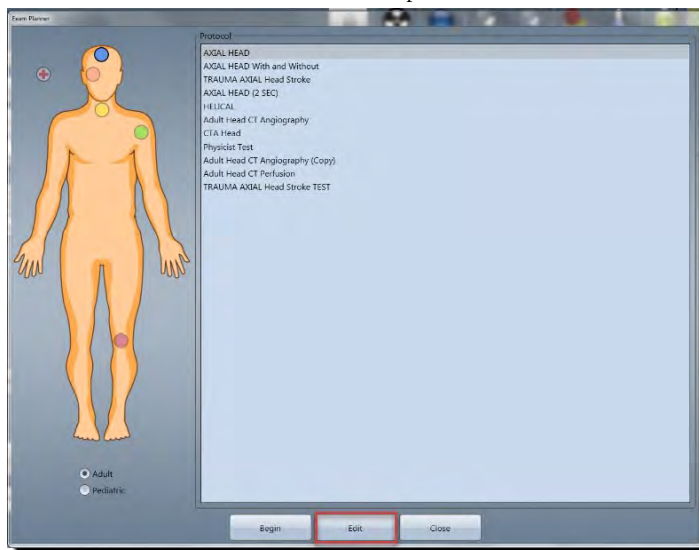 Exam Planner
Protocol
AXIAL HEAD
AXIAL HEAD With and Without
TRAUMA AXIAL Head Stroke
AXIAL HEAD (2 SEC)
HELICAL
Adult Head CT Angiography
CTA Head
Physicist Test
Adult Head CT Angiography (Copy)
Adult Head CT Perfusion
TRAUMA AXIAL Head Stroke TEST
Adult
Pediatric
Begin
Edit
Close